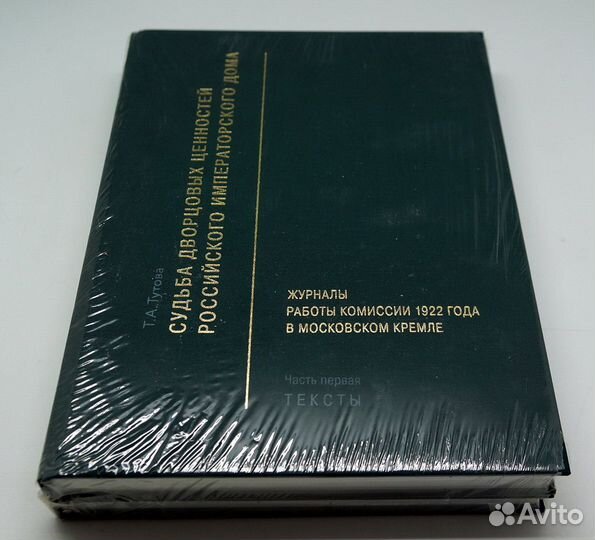 Т.А. Тутова
СУДЬБА ДВОРЦОВЫХ ЦЕННОСТЕЙ
РОССИЙСКОГО ИМПЕРАТОРСКОГО ДОМА
ЖУРНАЛЫ
РАБОТЫ КОМИССИИ 1922 ГОДА
В МОСКОВСКОМ КРЕМЛЕ
Часть первая
ТЕКСТЫ
Avito